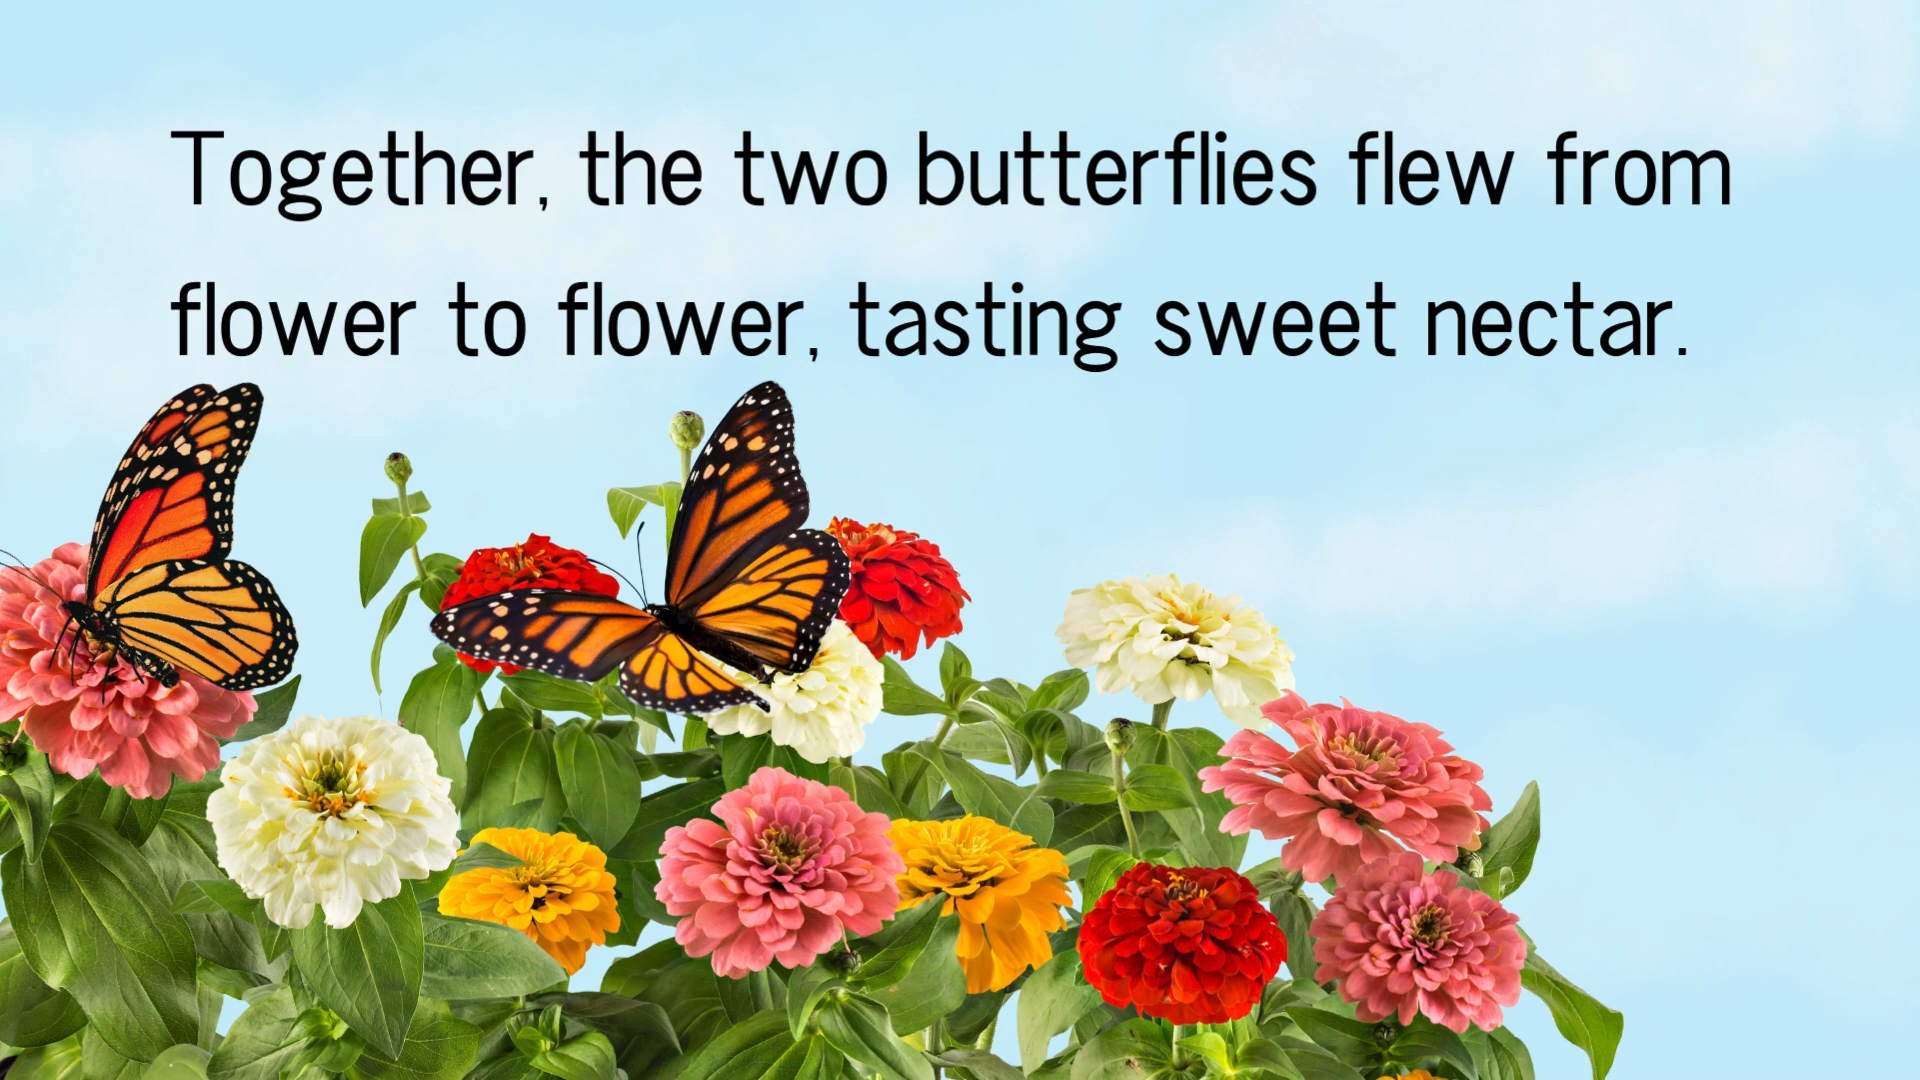 Together, the two butterflies flew from
flower to flower, tasting sweet nectar.